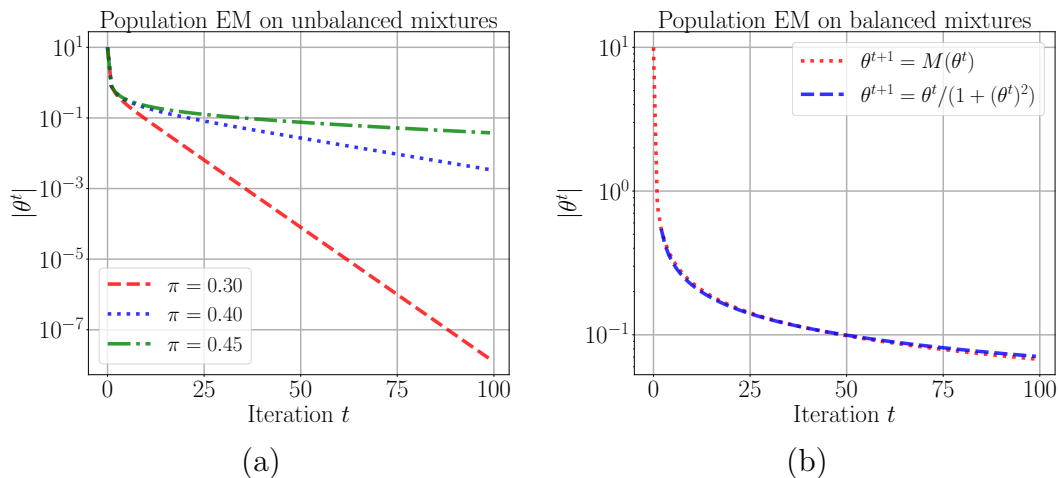 Population EM on unbalanced mixtures
|θ^t|
10^1
10^{-1}
10^{-3}
10^{-5}
10^{-7}
π = 0.30
π = 0.40
π = 0.45
0 25 50 75 100
Iteration t
(a)
Population EM on balanced mixtures
|θ^t|
10^1
10^0
10^{-1}
θ^{t+1} = M(θ^t)
θ^{t+1} = θ^t/(1 + (θ^t)^2)
0 25 50 75 100
Iteration t
(b)